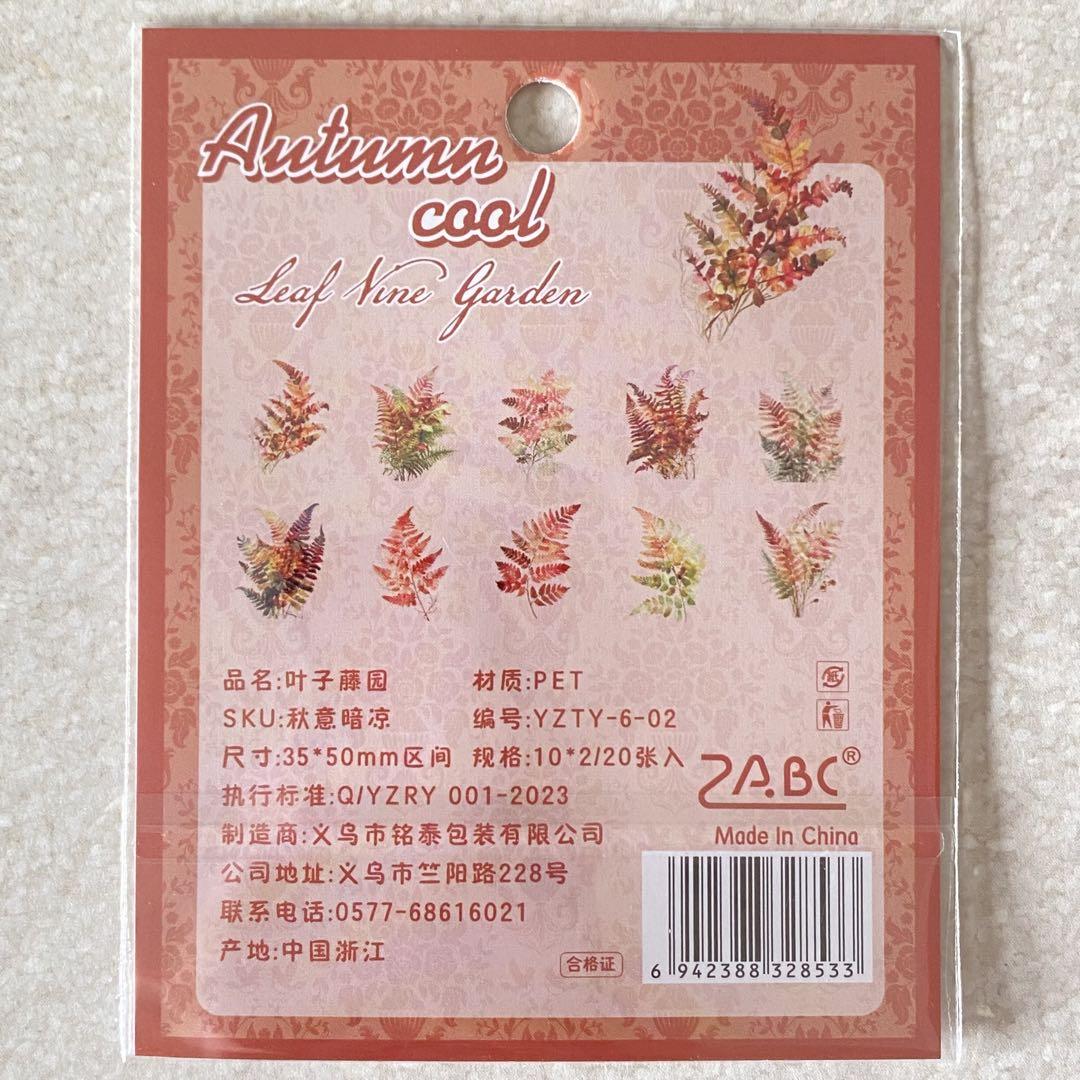 Autumn
cool
Leaf Vine Garden
品名:叶子藤园
材质:PET
SKU:秋意暗凉
编号:YZTY-6-02
尺寸:35*50mm区间
规格:10*2/20张入
执行标准:Q/YZRY 001-2023
制造商:义乌市铭泰包装有限公司
公司地址:义乌市竺阳路228号
联系电话:0577-68616021
产地:中国浙江
合格证
紙
ZABC®
Made In China
6 942388 328533